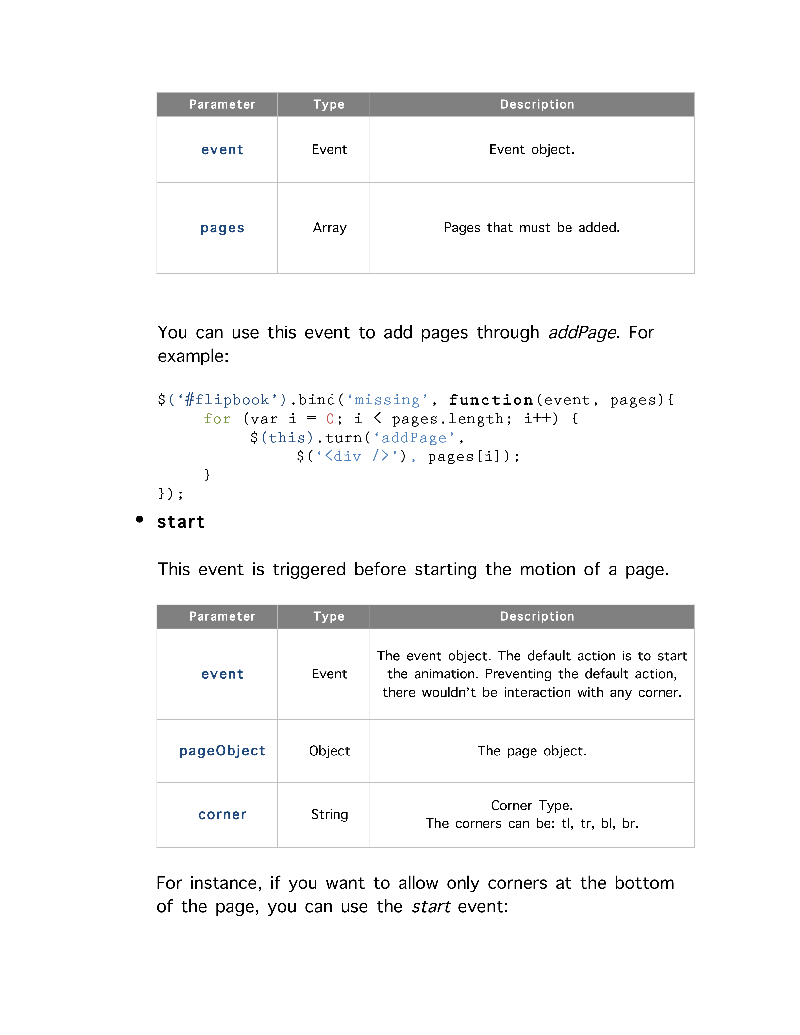 Parameter Type Description
event Event Event object.
pages Array Pages that must be added.
You can use this event to add pages through addPage. For
example:
$(‘#flipbook’).bind(‘missing’, function(event, pages){
for (var i = 0; i < pages.length; i++) {
$(this).turn(‘addPage’,
$(‘<div />’), pages[i]);
}
});
• start
This event is triggered before starting the motion of a page.
Parameter Type Description
The event object. The default action is to start
event Event the animation. Preventing the default action,
there wouldn’t be interaction with any corner.
pageObject Object The page object.
Corner Type.
corner String
The corners can be: tl, tr, bl, br.
For instance, if you want to allow only corners at the bottom
of the page, you can use the start event: